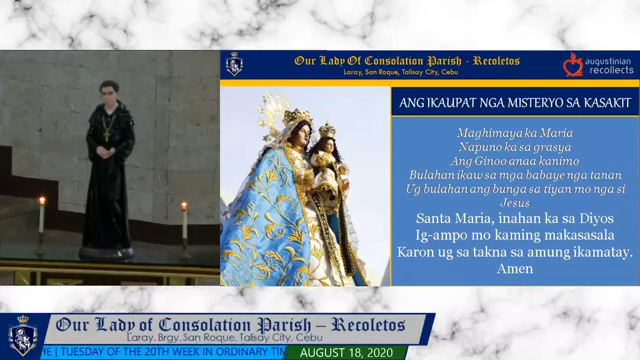 Our Lady Of Consolation Parish - Recoletos
Laray, San Roque, Talisay City, Cebu
augustinian
recollects
ANG IKAUPAT NGA MISTERYO SA KASAKIT
Maghimaya ka Maria
Napuno ka sa grasya
Ang Ginoo anaa kanimo
Bulahan ikaw sa mga babaye nga tanan
Ug bulahan ang bunga sa tiyan mo nga si
Jesus
Santa Maria, inahan ka sa Diyos
Ig-ampo mo kaming makasasala
Karon ug sa takna sa amung ikamatay.
Amen
Our Lady of Consolation Parish – Recoletos
Laray, Brgy. San Roque, Talisay City, Cebu
| TUESDAY OF THE 20TH WEEK IN ORDINARY TIM
AUGUST 18, 2020